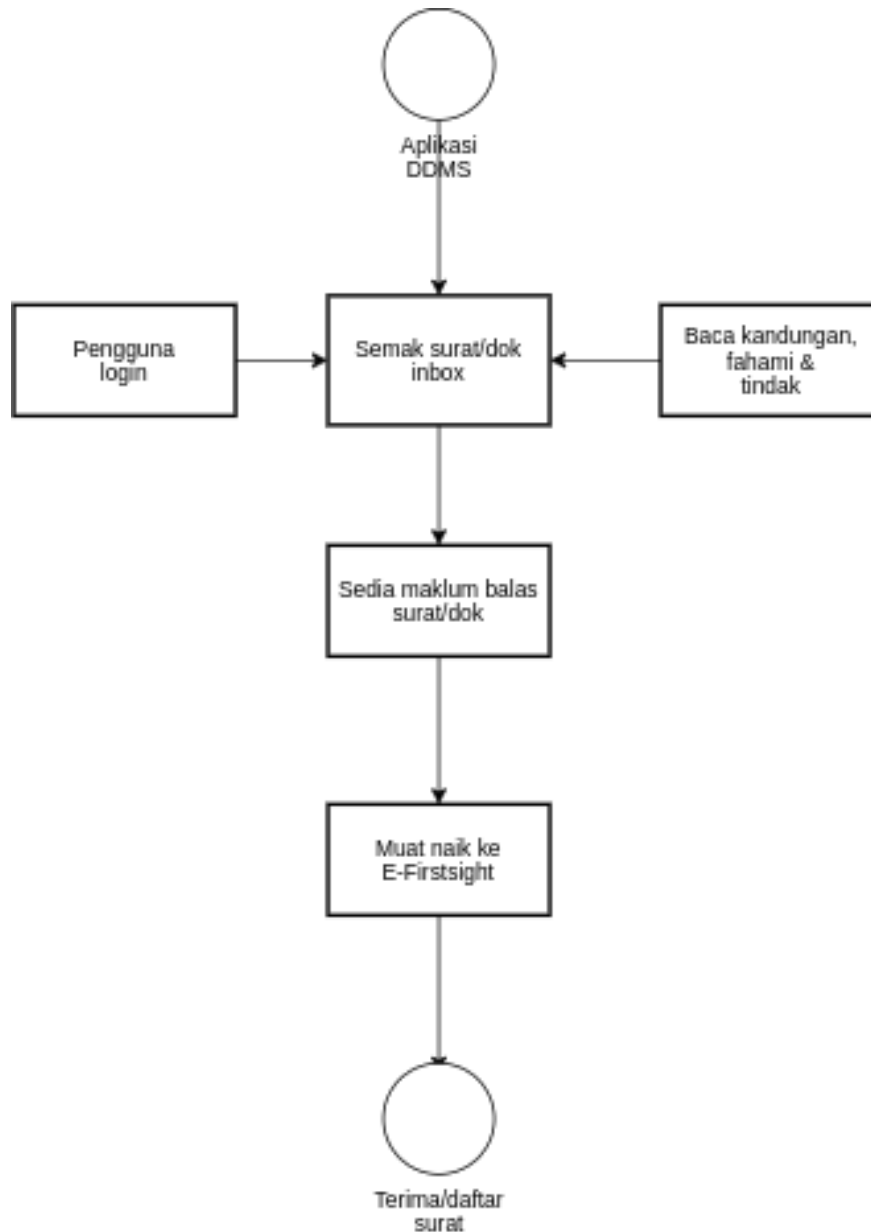 Aplikasi
DDMS
Pengguna
login
Semak surat/dok
inbox
Baca kandungan,
fahami &
tindak
Sedia maklum balas
surat/dok
Muat naik ke
E-Firstsight
Terima/daftar
surat